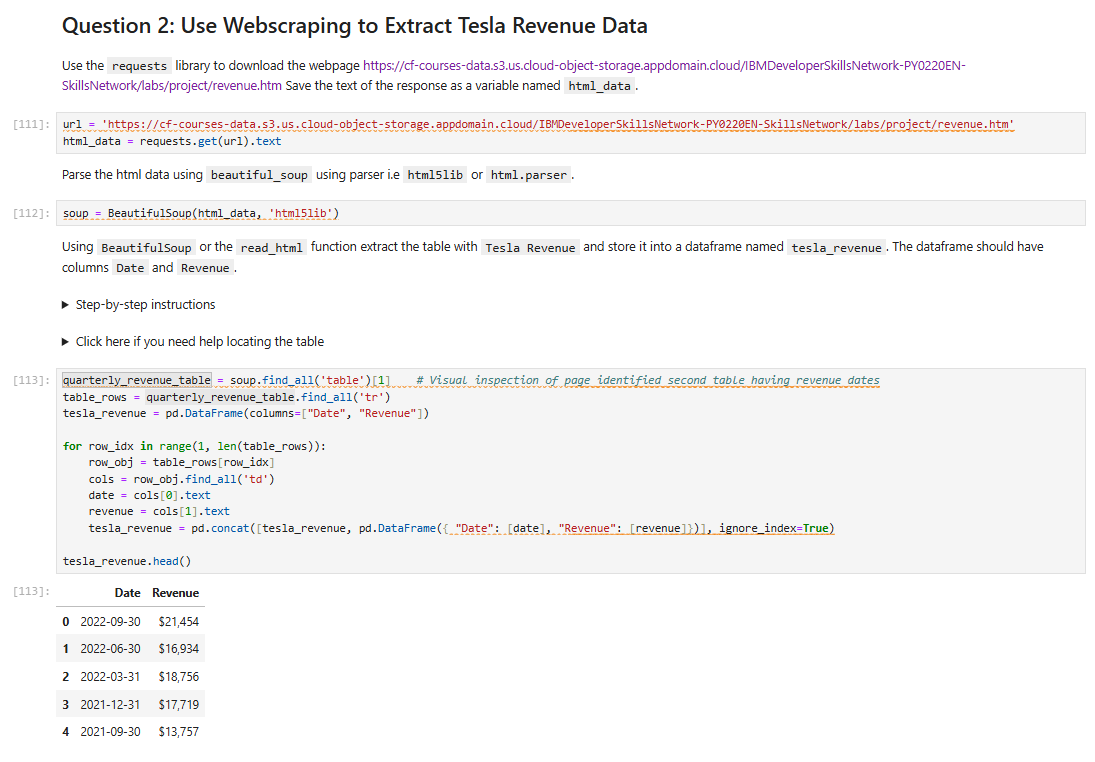 Question 2: Use Webscraping to Extract Tesla Revenue Data
Use the requests library to download the webpage https://cf-courses-data.s3.us.cloud-object-storage.appdomain.cloud/IBMDeveloperSkillsNetwork-PY0220EN-
SkillsNetwork/labs/project/revenue.htm Save the text of the response as a variable named html_data.
[111]: url = 'https://cf-courses-data.s3.us.cloud-object-storage.appdomain.cloud/IBMDeveloperSkillsNetwork-PY0220EN-SkillsNetwork/labs/project/revenue.htm'
html_data = requests.get(url).text
Parse the html data using beautiful_soup using parser i.e html5lib or html.parser.
[112]: soup = BeautifulSoup(html_data, 'html5lib')
Using BeautifulSoup or the read_html function extract the table with Tesla Revenue and store it into a dataframe named tesla_revenue. The dataframe should have
columns Date and Revenue.
▶ Step-by-step instructions
▶ Click here if you need help locating the table
[113]: quarterly_revenue_table = soup.find_all('table')[1]    # Visual inspection of page identified second table having revenue dates
table_rows = quarterly_revenue_table.find_all('tr')
tesla_revenue = pd.DataFrame(columns=["Date", "Revenue"])
for row_idx in range(1, len(table_rows)):
    row_obj = table_rows[row_idx]
    cols = row_obj.find_all('td')
    date = cols[0].text
    revenue = cols[1].text
    tesla_revenue = pd.concat([tesla_revenue, pd.DataFrame({ "Date": [date], "Revenue": [revenue]})], ignore_index=True)
tesla_revenue.head()
[113]: Date Revenue
0 2022-09-30 $21,454
1 2022-06-30 $16,934
2 2022-03-31 $18,756
3 2021-12-31 $17,719
4 2021-09-30 $13,757